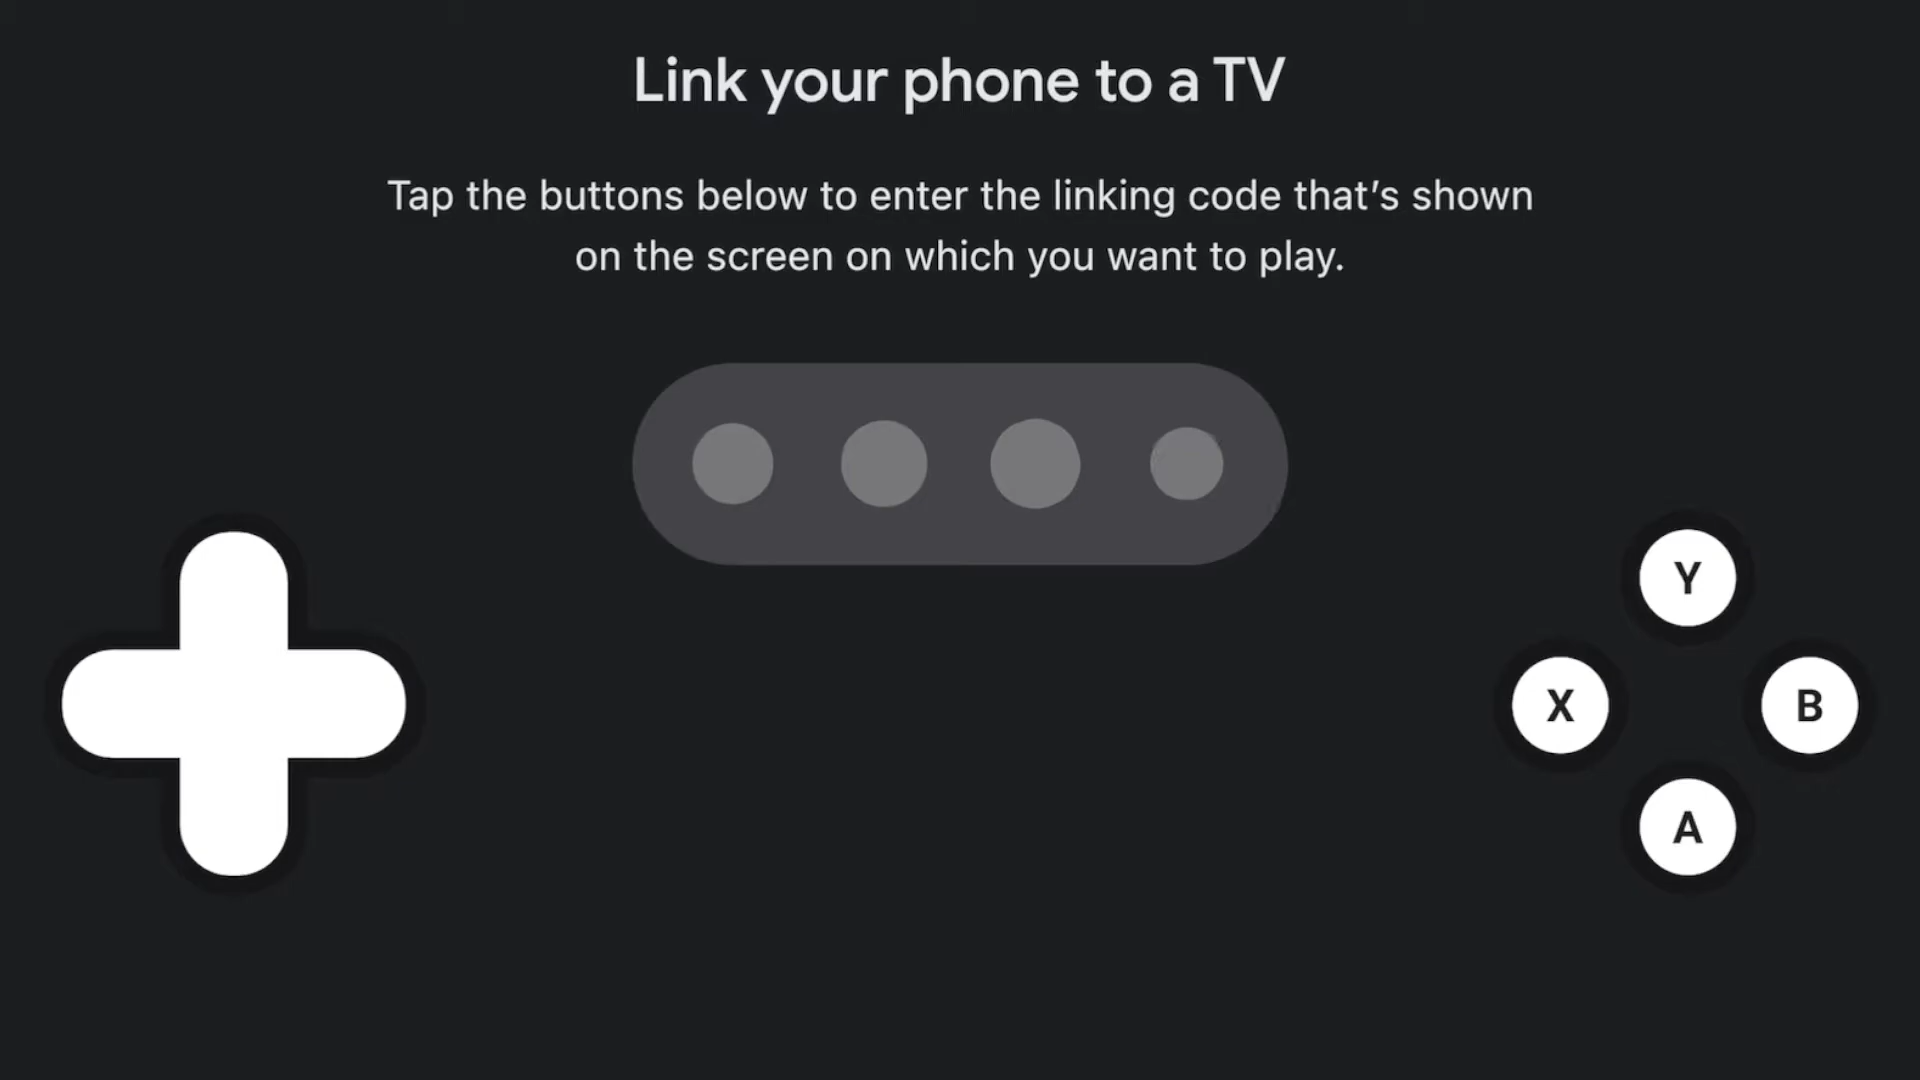 Link your phone to a TV
Tap the buttons below to enter the linking code that’s shown
on the screen on which you want to play.
Y
X
B
A